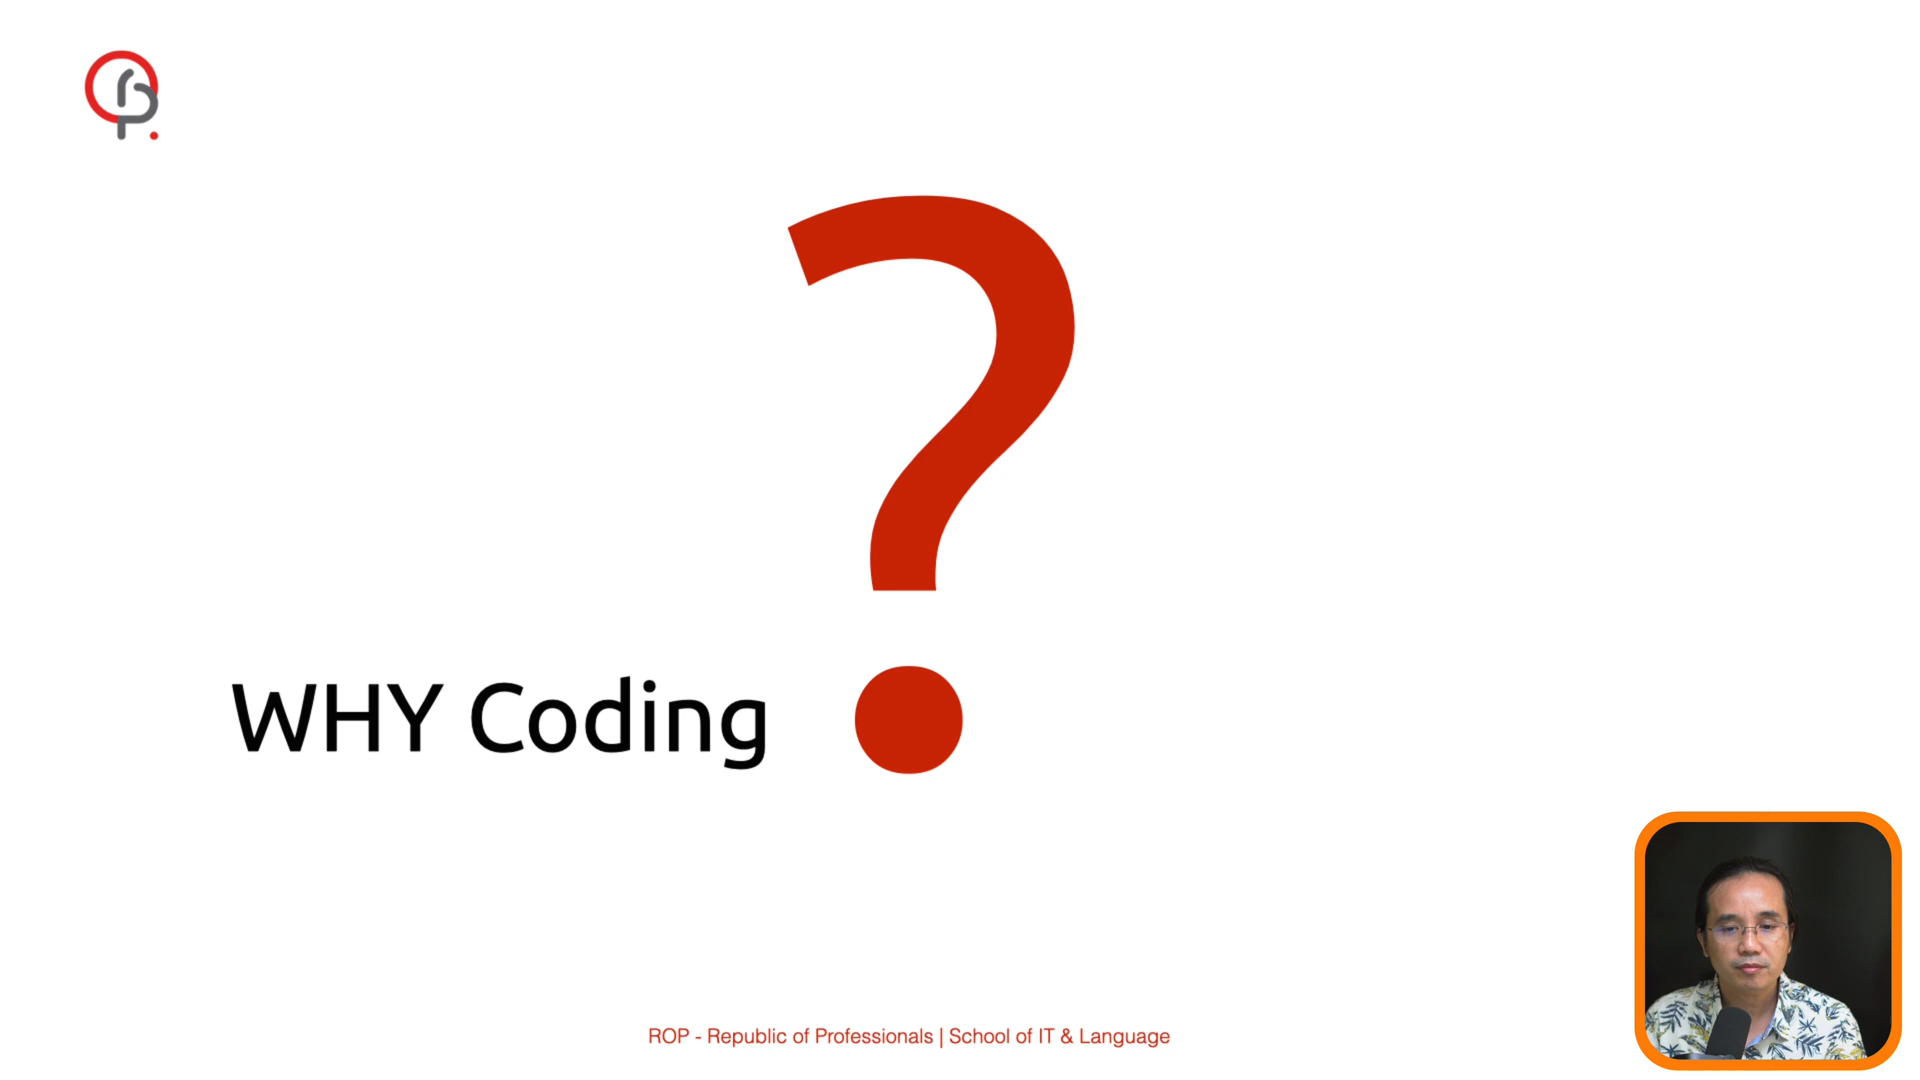 WHY Coding ?
ROP - Republic of Professionals | School of IT & Language